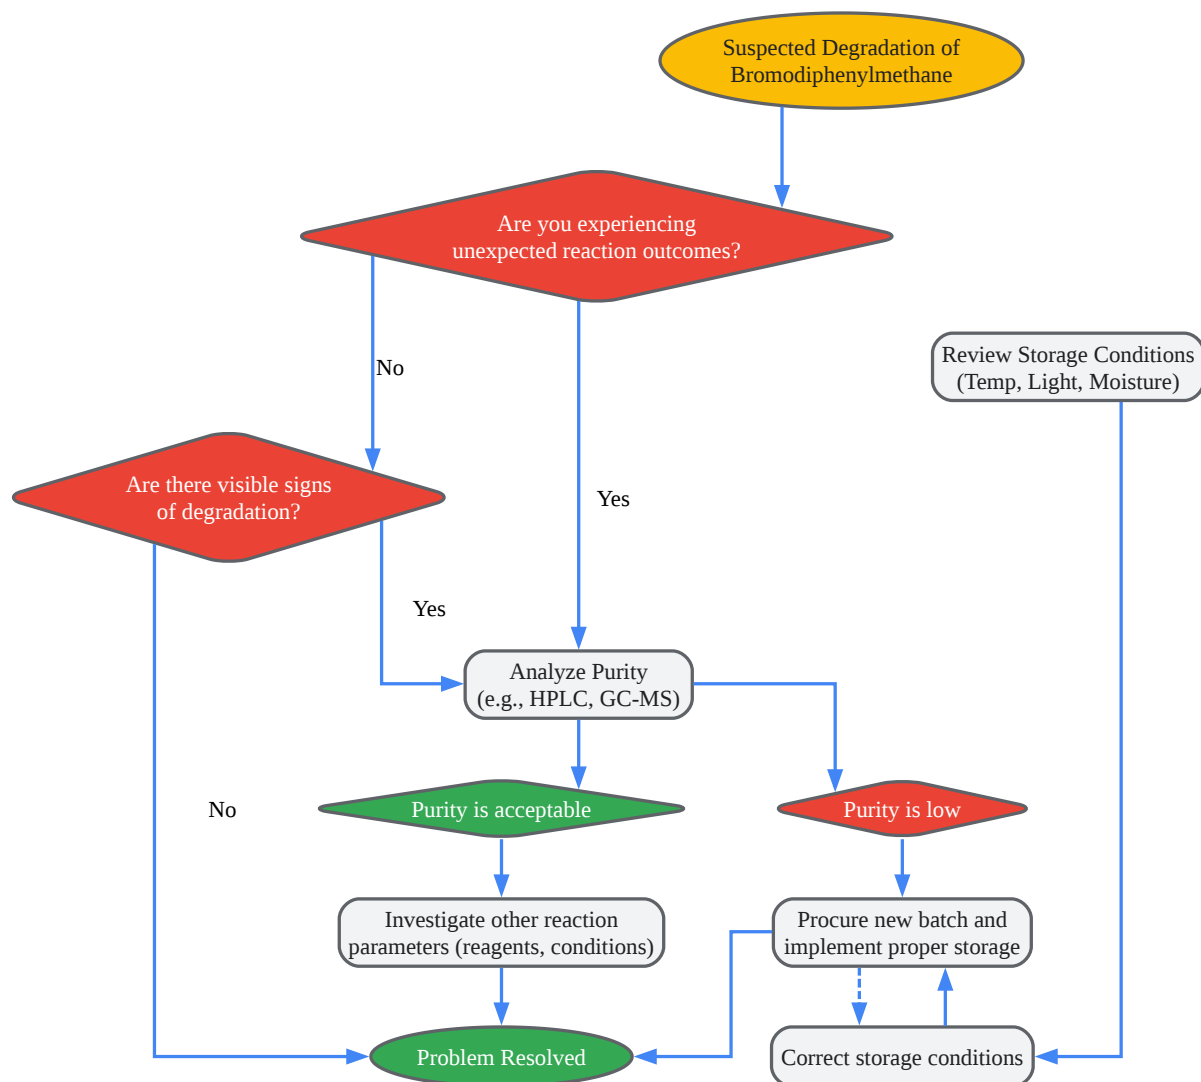 Suspected Degradation of
Bromodiphenylmethane
Are you experiencing
unexpected reaction outcomes?
No
Review Storage Conditions
(Temp, Light, Moisture)
Are there visible signs
of degradation?
Yes
Yes
Analyze Purity
(e.g., HPLC, GC-MS)
No
Purity is acceptable
Purity is low
Investigate other reaction
parameters (reagents, conditions)
Procure new batch and
implement proper storage
Problem Resolved
Correct storage conditions